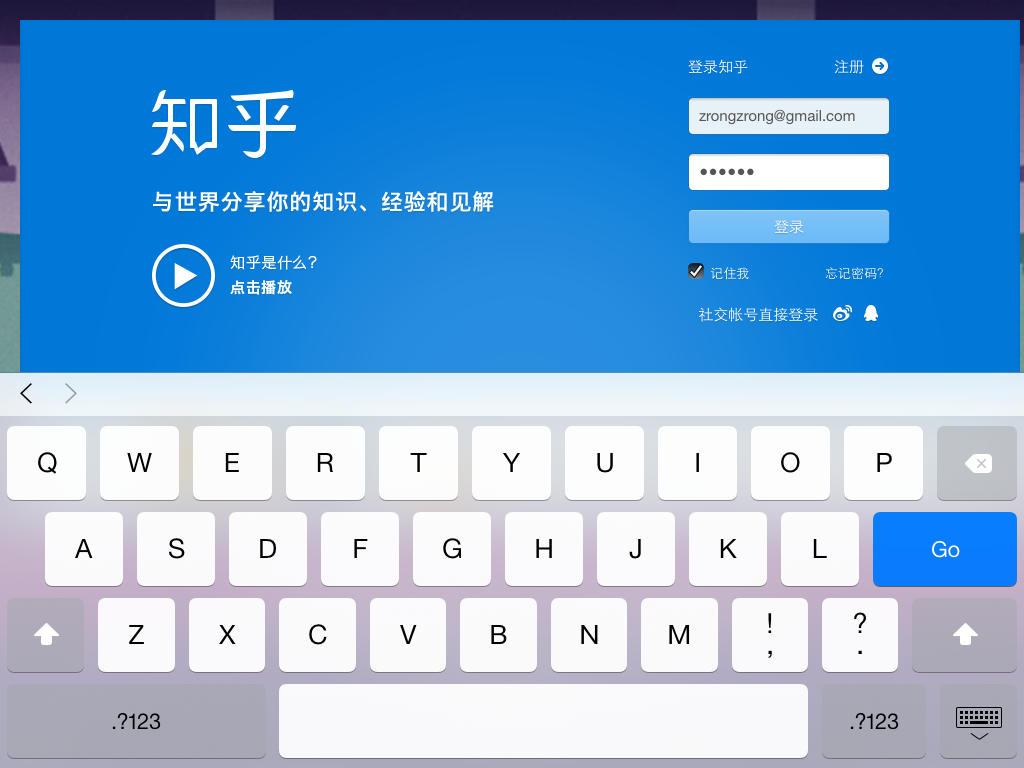 知乎
与世界分享你的知识、经验和见解
知乎是什么?
点击播放
登录知乎 注册
zrongzrong@gmail.com
••••••
登录
记住我 忘记密码?
社交帐号直接登录
Q W E R T Y U I O P
A S D F G H J K L Go
Z X C V B N M ! , ? .
.?123 .?123